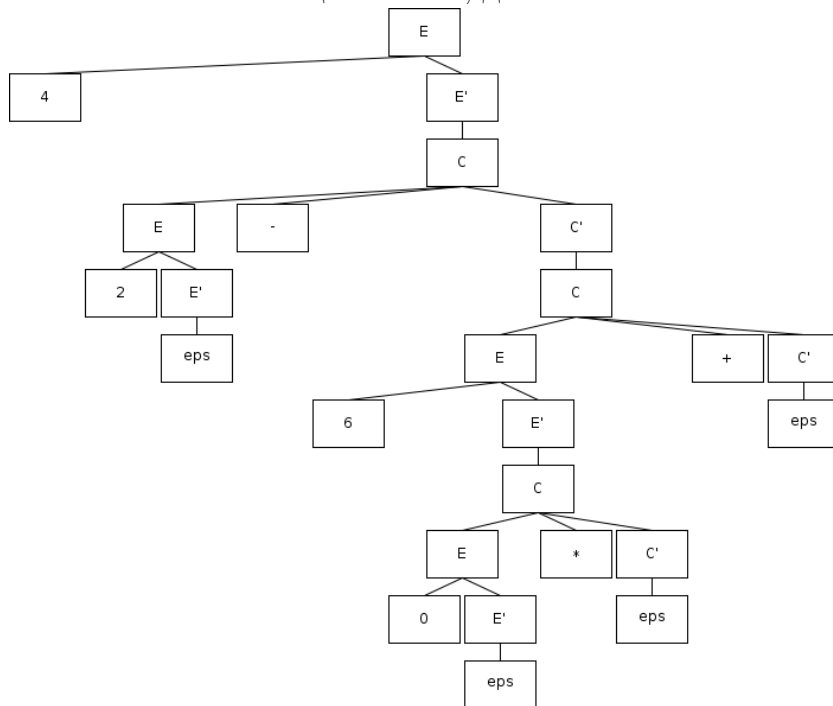 E
4 E'
C
E - C'
2 E' C
eps E + C'
6 E' eps
C
E * C'
0 E' eps
eps